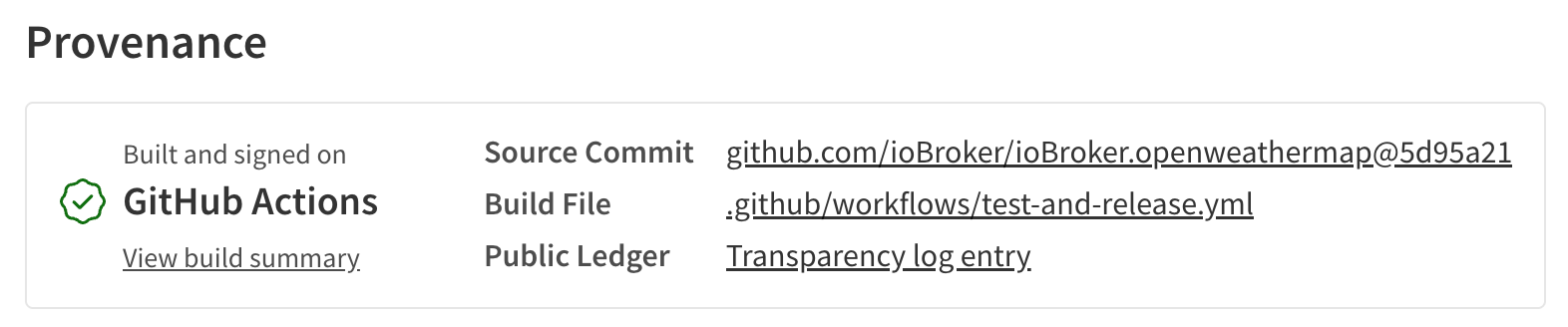 Provenance
Built and signed on
GitHub Actions
View build summary
Source Commit github.com/ioBroker/ioBroker.openweathermap@5d95a21
Build File .github/workflows/test-and-release.yml
Public Ledger Transparency log entry